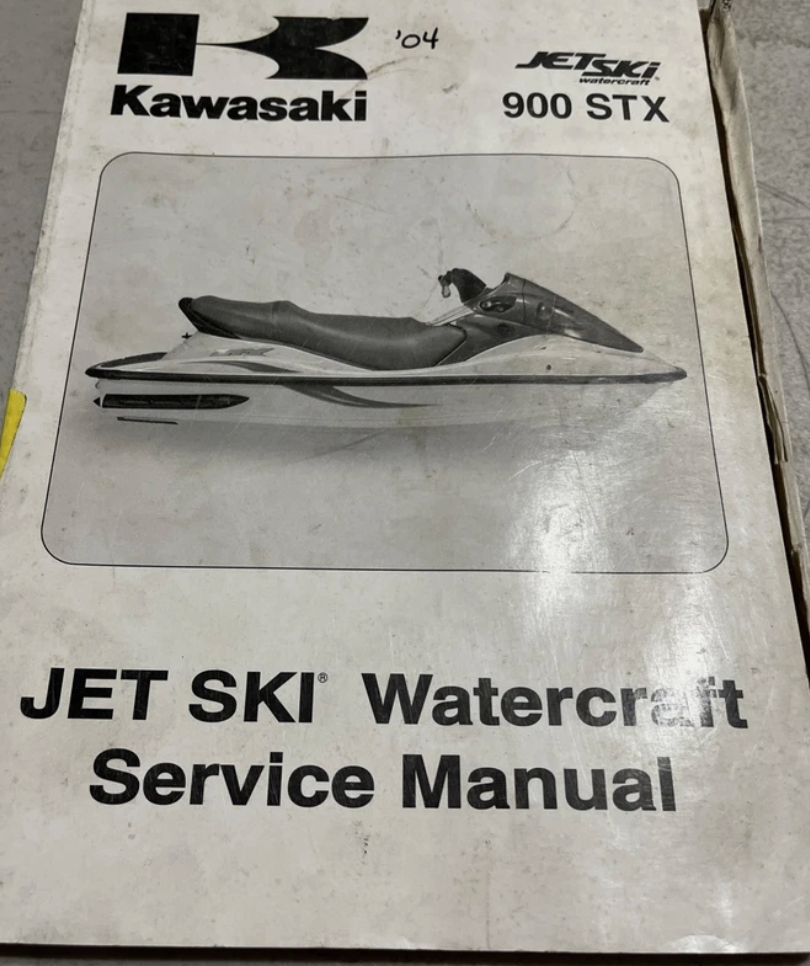 '04
JETSKI
watercraft®
Kawasaki
900 STX
JET SKI® Watercraft
Service Manual